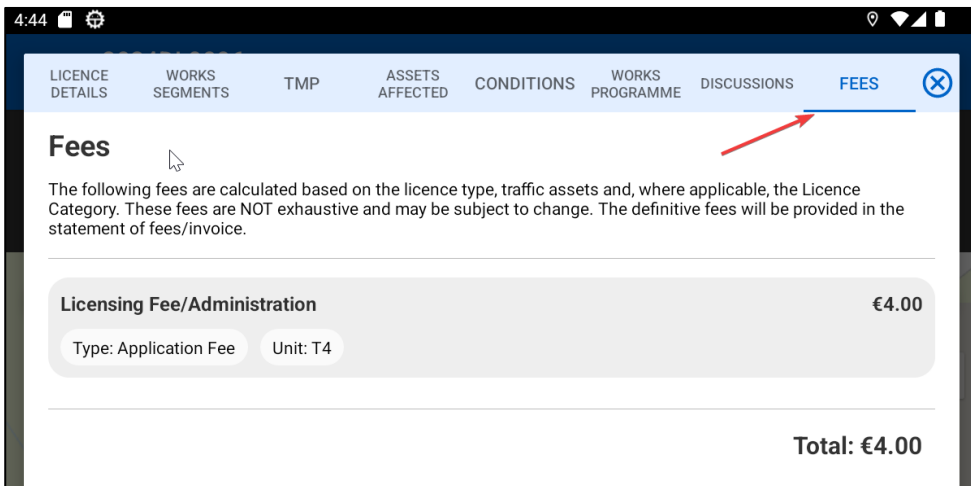 4:44
LICENCE DETAILS
WORKS SEGMENTS
TMP
ASSETS AFFECTED
CONDITIONS
WORKS PROGRAMME
DISCUSSIONS
FEES
Fees
The following fees are calculated based on the licence type, traffic assets and, where applicable, the Licence
Category. These fees are NOT exhaustive and may be subject to change. The definitive fees will be provided in the
statement of fees/invoice.
Licensing Fee/Administration €4.00
Type: Application Fee Unit: T4
Total: €4.00